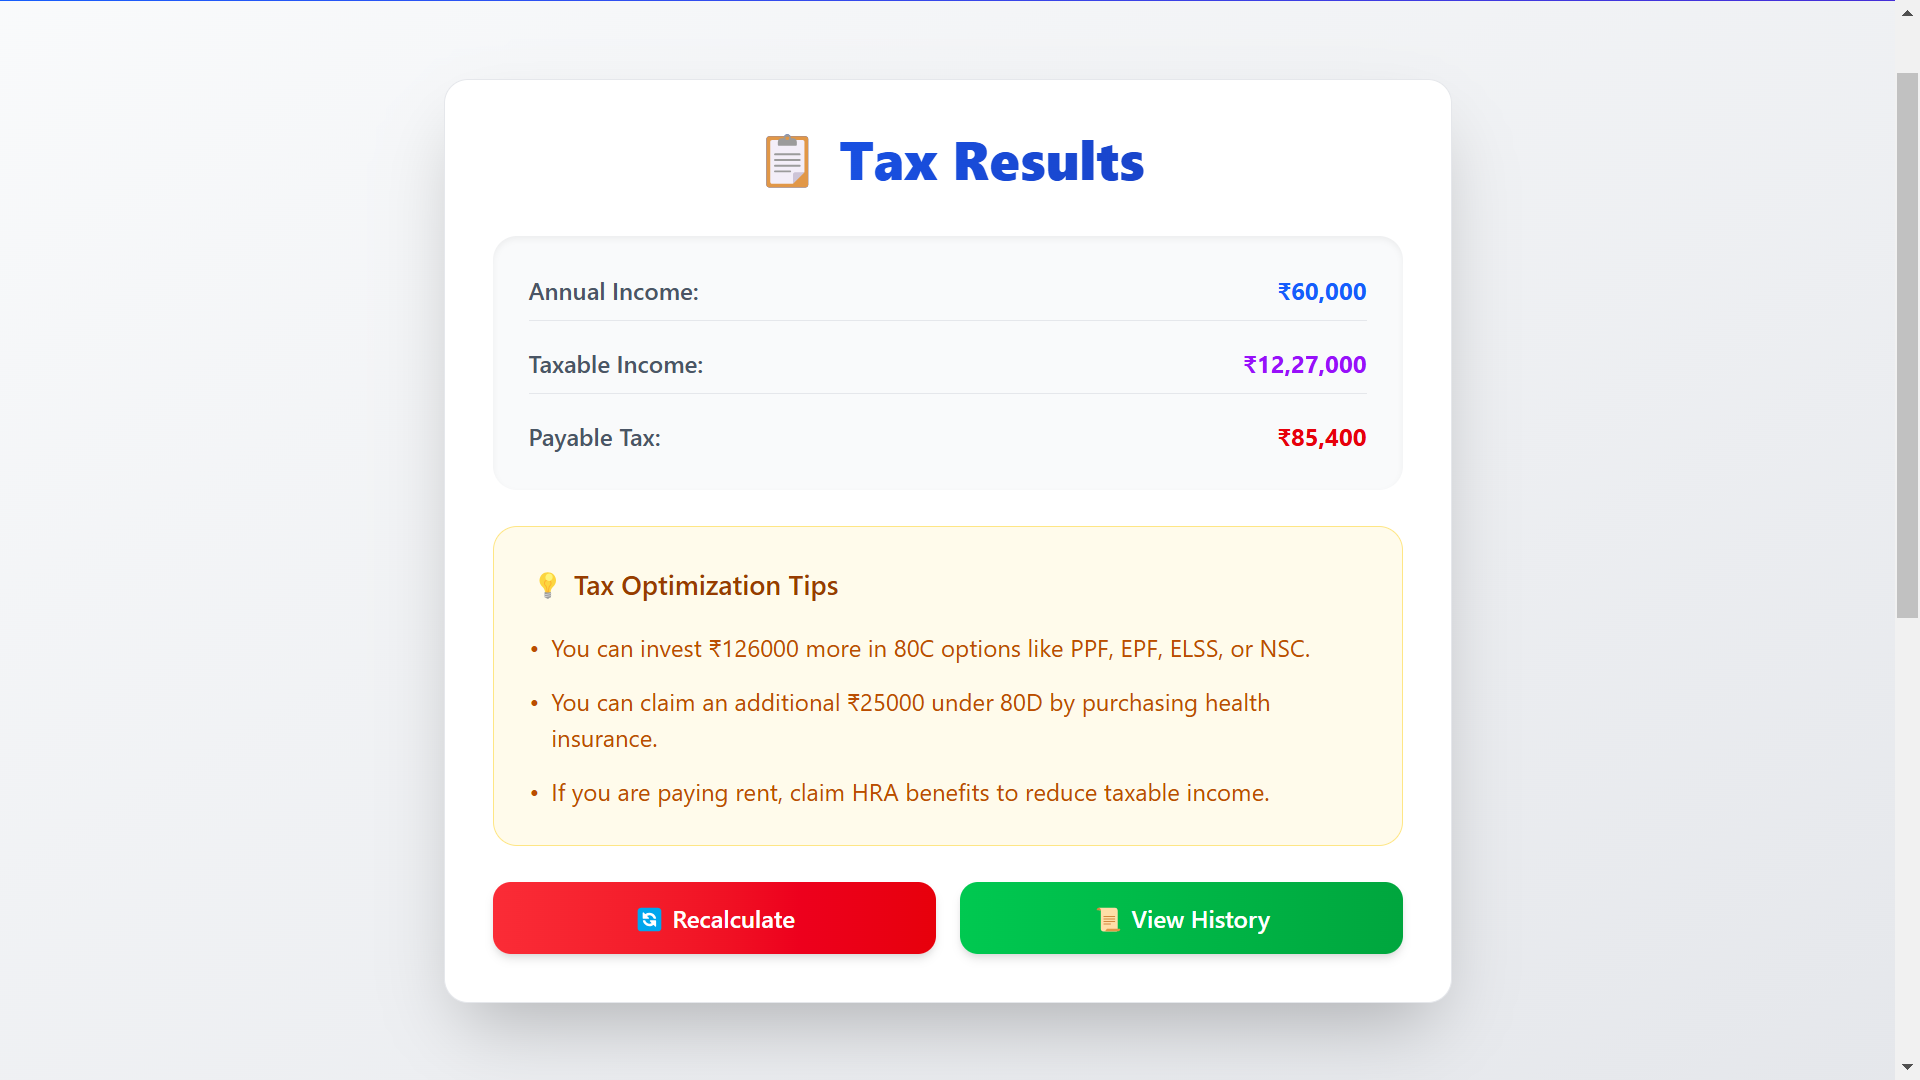 Tax Results
Annual Income:
₹60,000
Taxable Income:
₹12,27,000
Payable Tax:
₹85,400
Tax Optimization Tips
• You can invest ₹126000 more in 80C options like PPF, EPF, ELSS, or NSC.
• You can claim an additional ₹25000 under 80D by purchasing health
insurance.
• If you are paying rent, claim HRA benefits to reduce taxable income.
Recalculate
View History